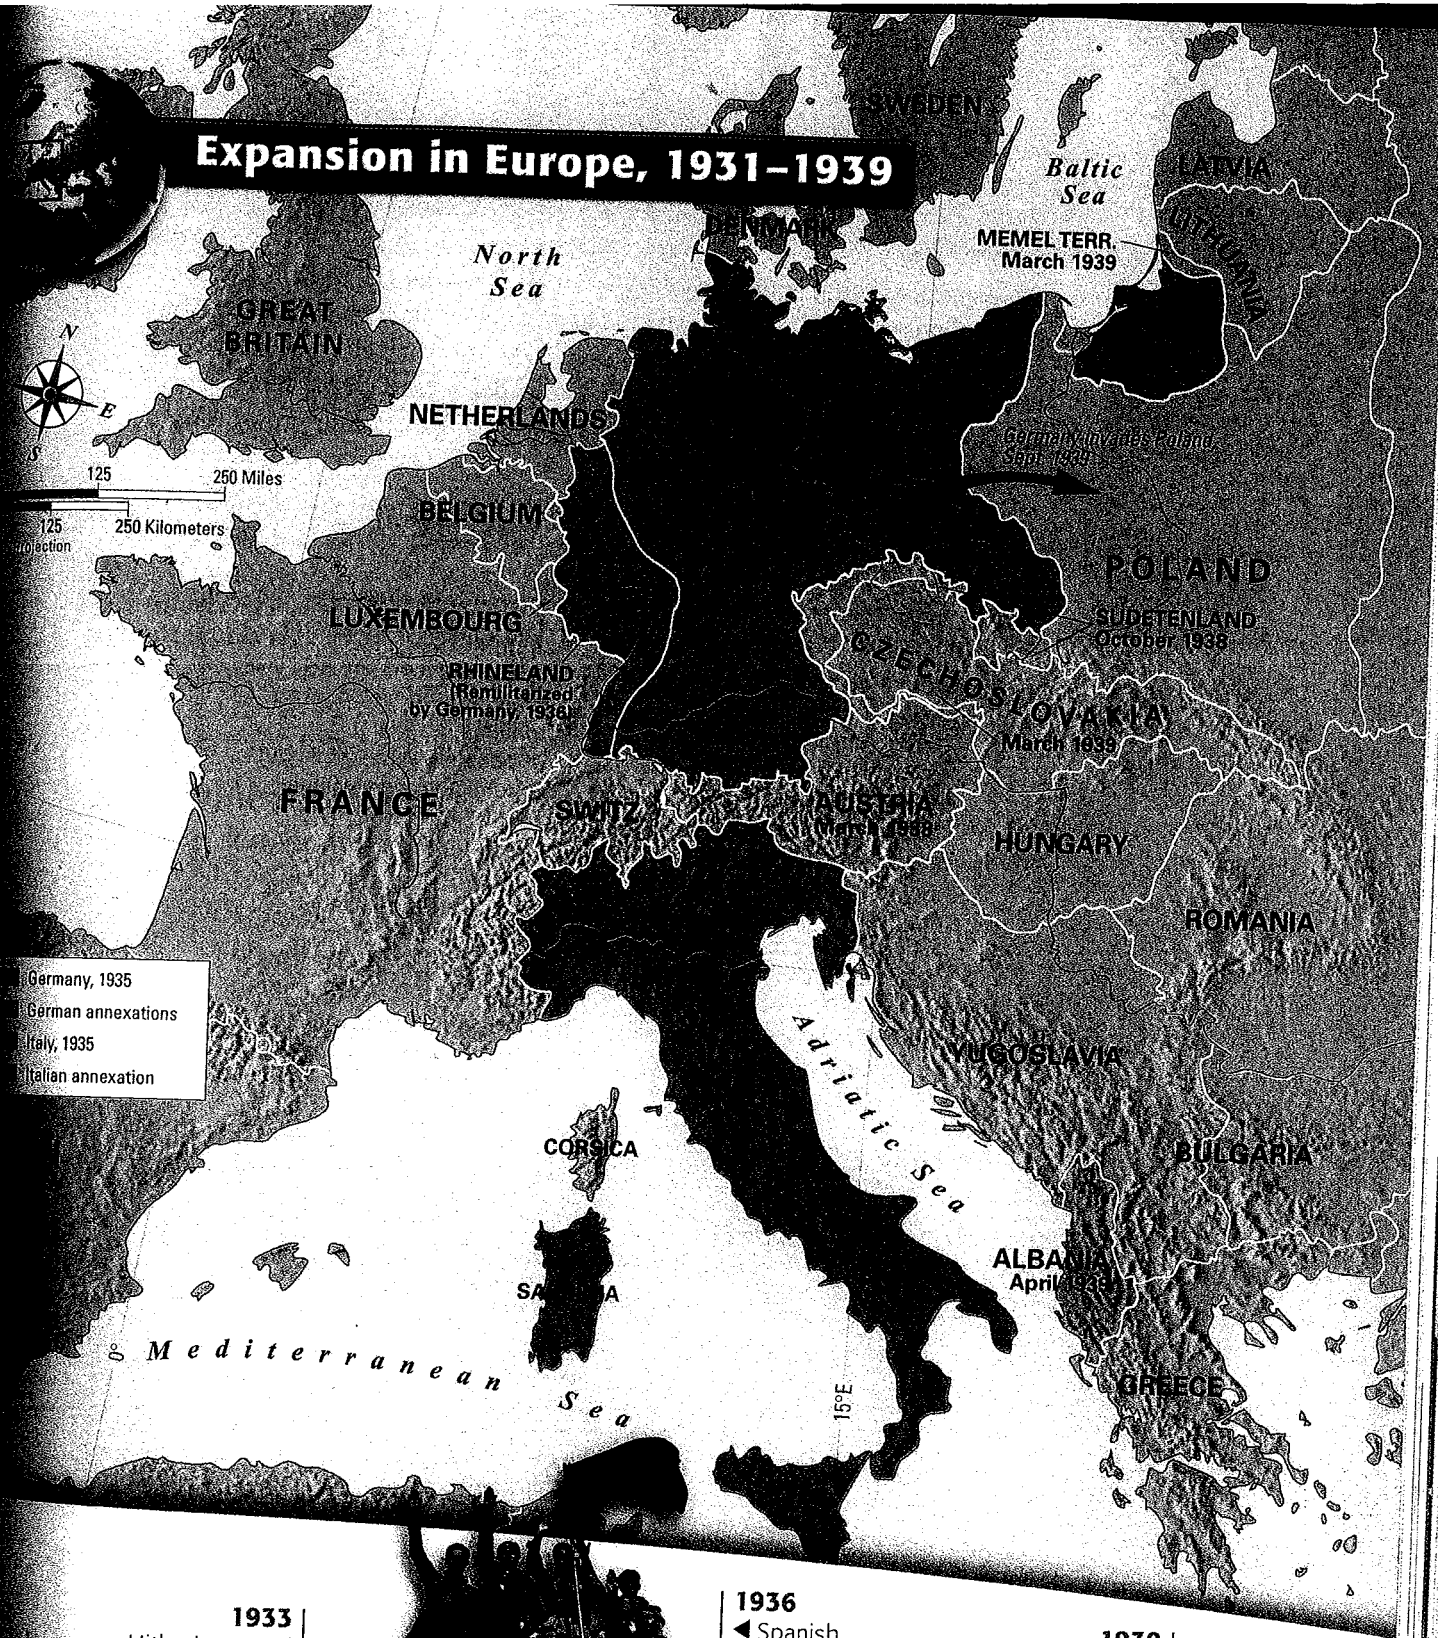 Expansion in Europe, 1931–1939
SWEDEN
Baltic
Sea
LATVIA
LITHUANIA
DENMARK
MEMEL TERR.
March 1939
North
Sea
GREAT
BRITAIN
N
E
S
NETHERLANDS
Germany invades Poland,
Sept. 1939
125
250 Miles
125
250 Kilometers
BELGIUM
POLAND
LUXEMBOURG
SUDETENLAND
October 1938
CZECHOSLOVAKIA
March 1939
RHINELAND
(Remilitarized
by Germany, 1936)
FRANCE
SWITZ.
AUSTRIA
March 1938
HUNGARY
ROMANIA
Germany, 1935
German annexations
Italy, 1935
Italian annexation
Adriatic Sea
YUGOSLAVIA
CORSICA
BULGARIA
ALBANIA
April 1939
Mediterranean Sea
0°
15°E
GREECE
1933
1936
◀ Spanish